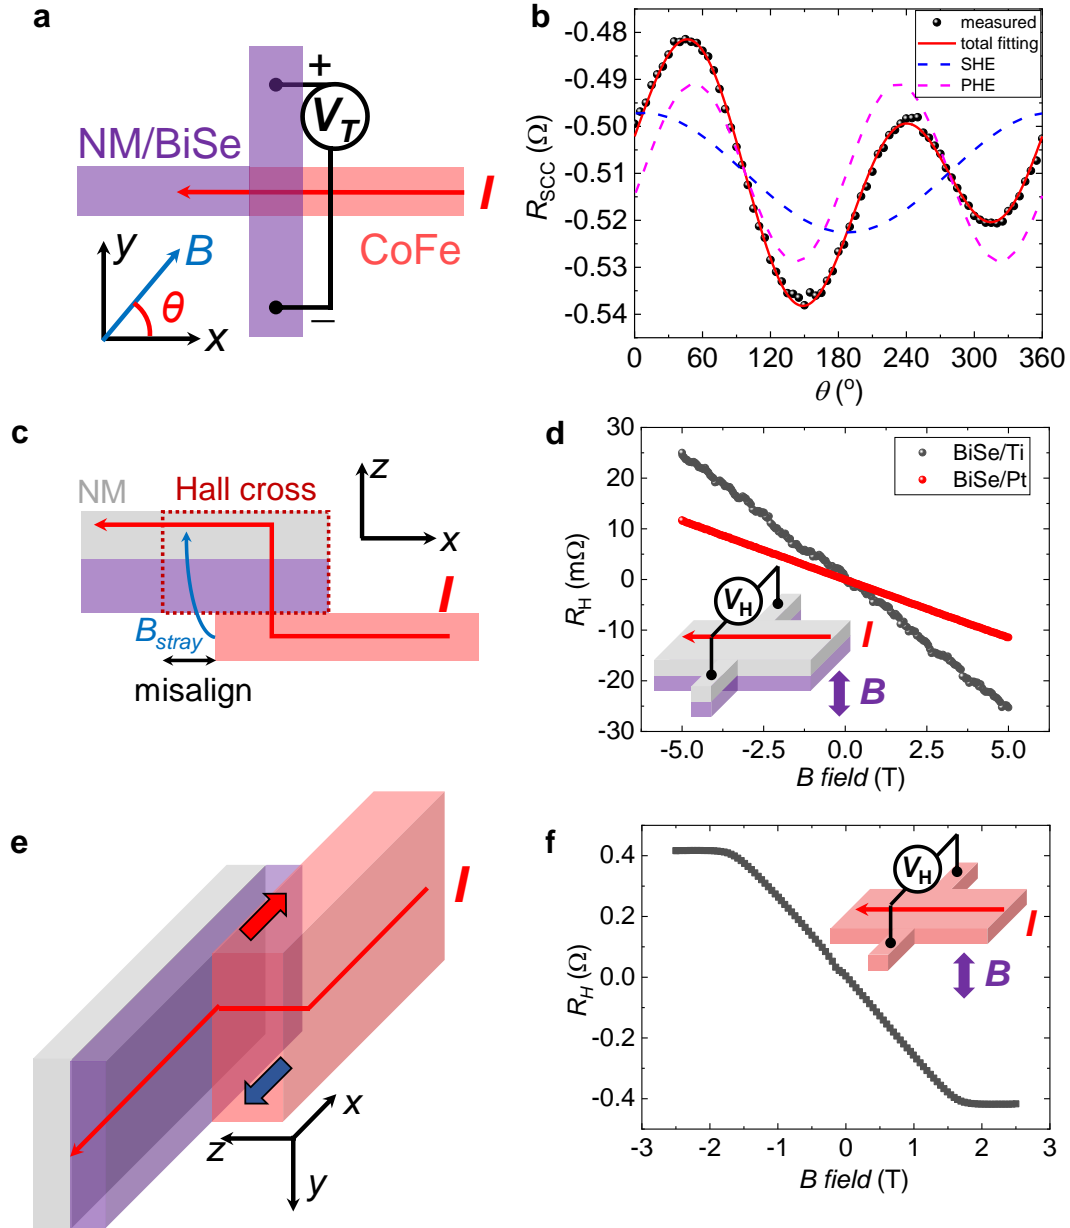 a
+
V_T
NM/BiSe
I
CoFe
y
B
θ
x
–
b
measured
total fitting
SHE
PHE
-0.48
-0.49
-0.50
-0.51
-0.52
-0.53
-0.54
R_SCC (Ω)
0 60 120 180 240 300 360
θ (º)
c
NM
Hall cross
z
x
I
B_stray
misalign
d
BiSe/Ti
BiSe/Pt
30
20
10
0
-10
-20
-30
R_H (mΩ)
V_H
I
B
-5.0 -2.5 0.0 2.5 5.0
B field (T)
e
I
x
z
y
f
0.4
0.2
0.0
-0.2
-0.4
R_H (Ω)
V_H
I
B
-3 -2 -1 0 1 2 3
B field (T)